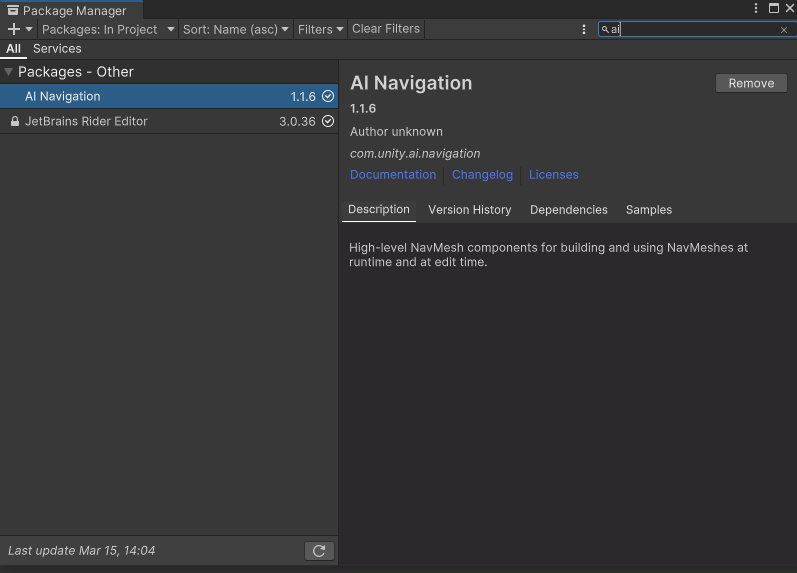 Package Manager
Packages: In Project Sort: Name (asc) Filters Clear Filters ai
All Services
Packages - Other
AI Navigation 1.1.6
JetBrains Rider Editor 3.0.36
Last update Mar 15, 14:04
AI Navigation Remove
1.1.6
Author unknown
com.unity.ai.navigation
Documentation Changelog Licenses
Description Version History Dependencies Samples
High-level NavMesh components for building and using NavMeshes at
runtime and at edit time.